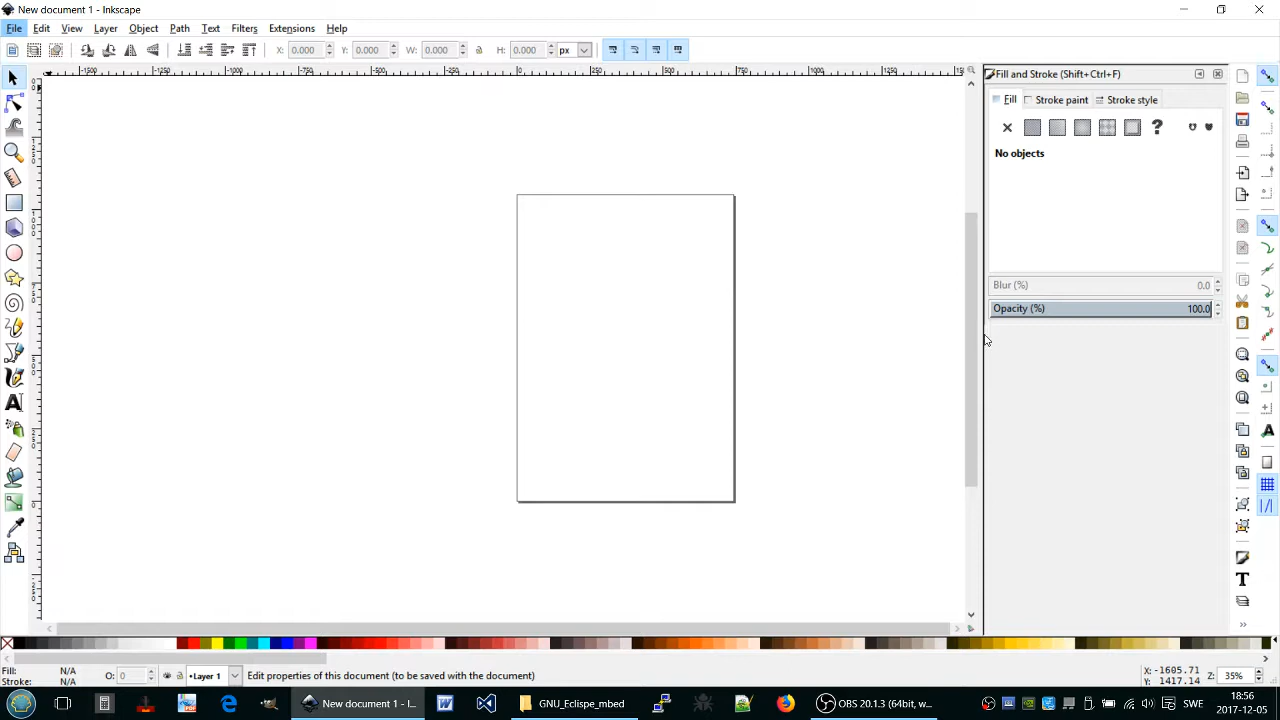 New document 1 - Inkscape
File Edit View Layer Object Path Text Filters Extensions Help
X: 0.000 Y: 0.000 W: 0.000 H: 0.000 px
Fill and Stroke (Shift+Ctrl+F)
Fill Stroke paint Stroke style
?
No objects
Blur (%) 0.0
Opacity (%) 100.0
Fill: N/A
Stroke: N/A
O: 0
•Layer 1
Edit properties of this document (to be saved with the document)
X: -1605.71
Y: 1417.14
Z: 35%
New document 1 - I...
GNU_Eclispe_mbed
OBS 20.1.3 (64bit, w...
SWE
18:56
2017-12-05